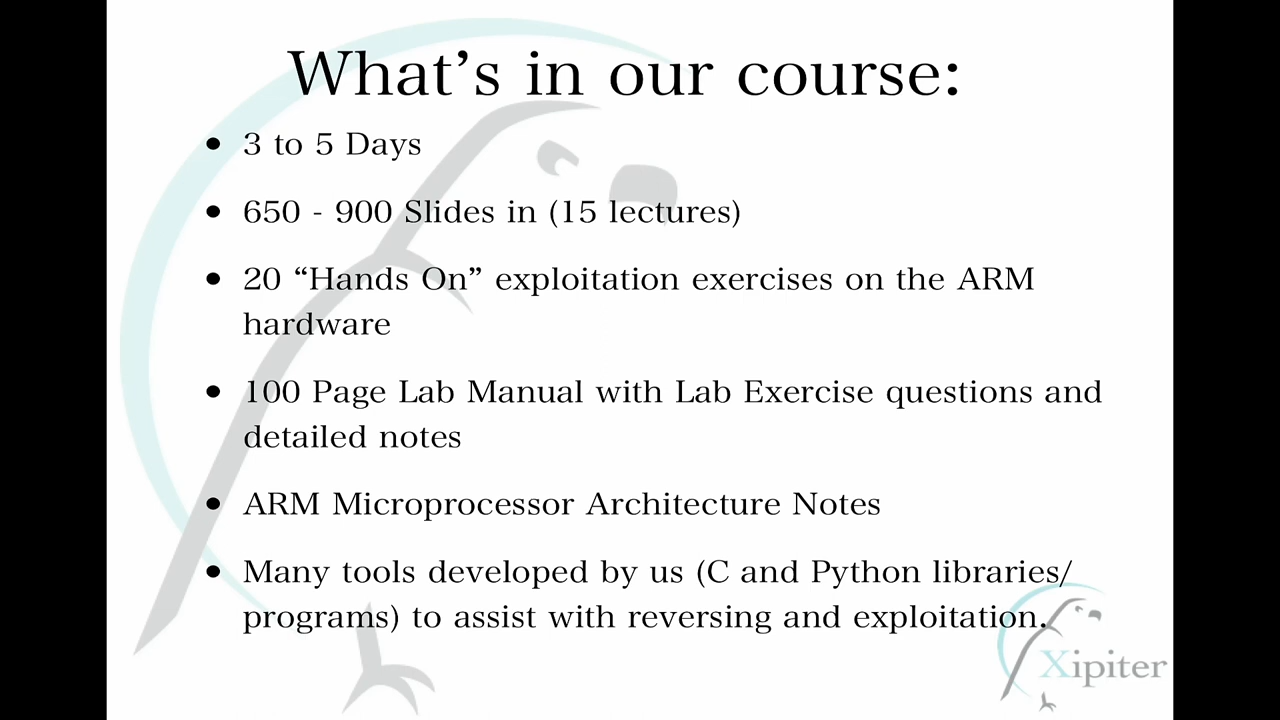 What’s in our course:
• 3 to 5 Days
• 650 - 900 Slides in (15 lectures)
• 20 “Hands On” exploitation exercises on the ARM
hardware
• 100 Page Lab Manual with Lab Exercise questions and
detailed notes
• ARM Microprocessor Architecture Notes
• Many tools developed by us (C and Python libraries/
programs) to assist with reversing and exploitation.
Xipiter